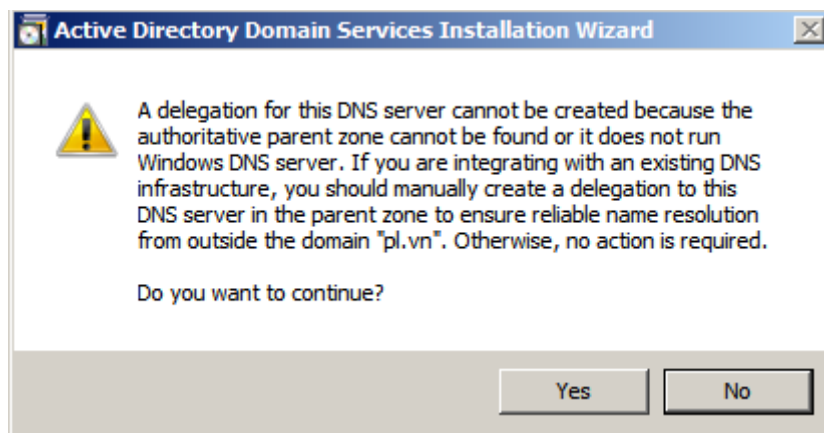 Active Directory Domain Services Installation Wizard
A delegation for this DNS server cannot be created because the
authoritative parent zone cannot be found or it does not run
Windows DNS server. If you are integrating with an existing DNS
infrastructure, you should manually create a delegation to this
DNS server in the parent zone to ensure reliable name resolution
from outside the domain "pl.vn". Otherwise, no action is required.
Do you want to continue?
Yes
No